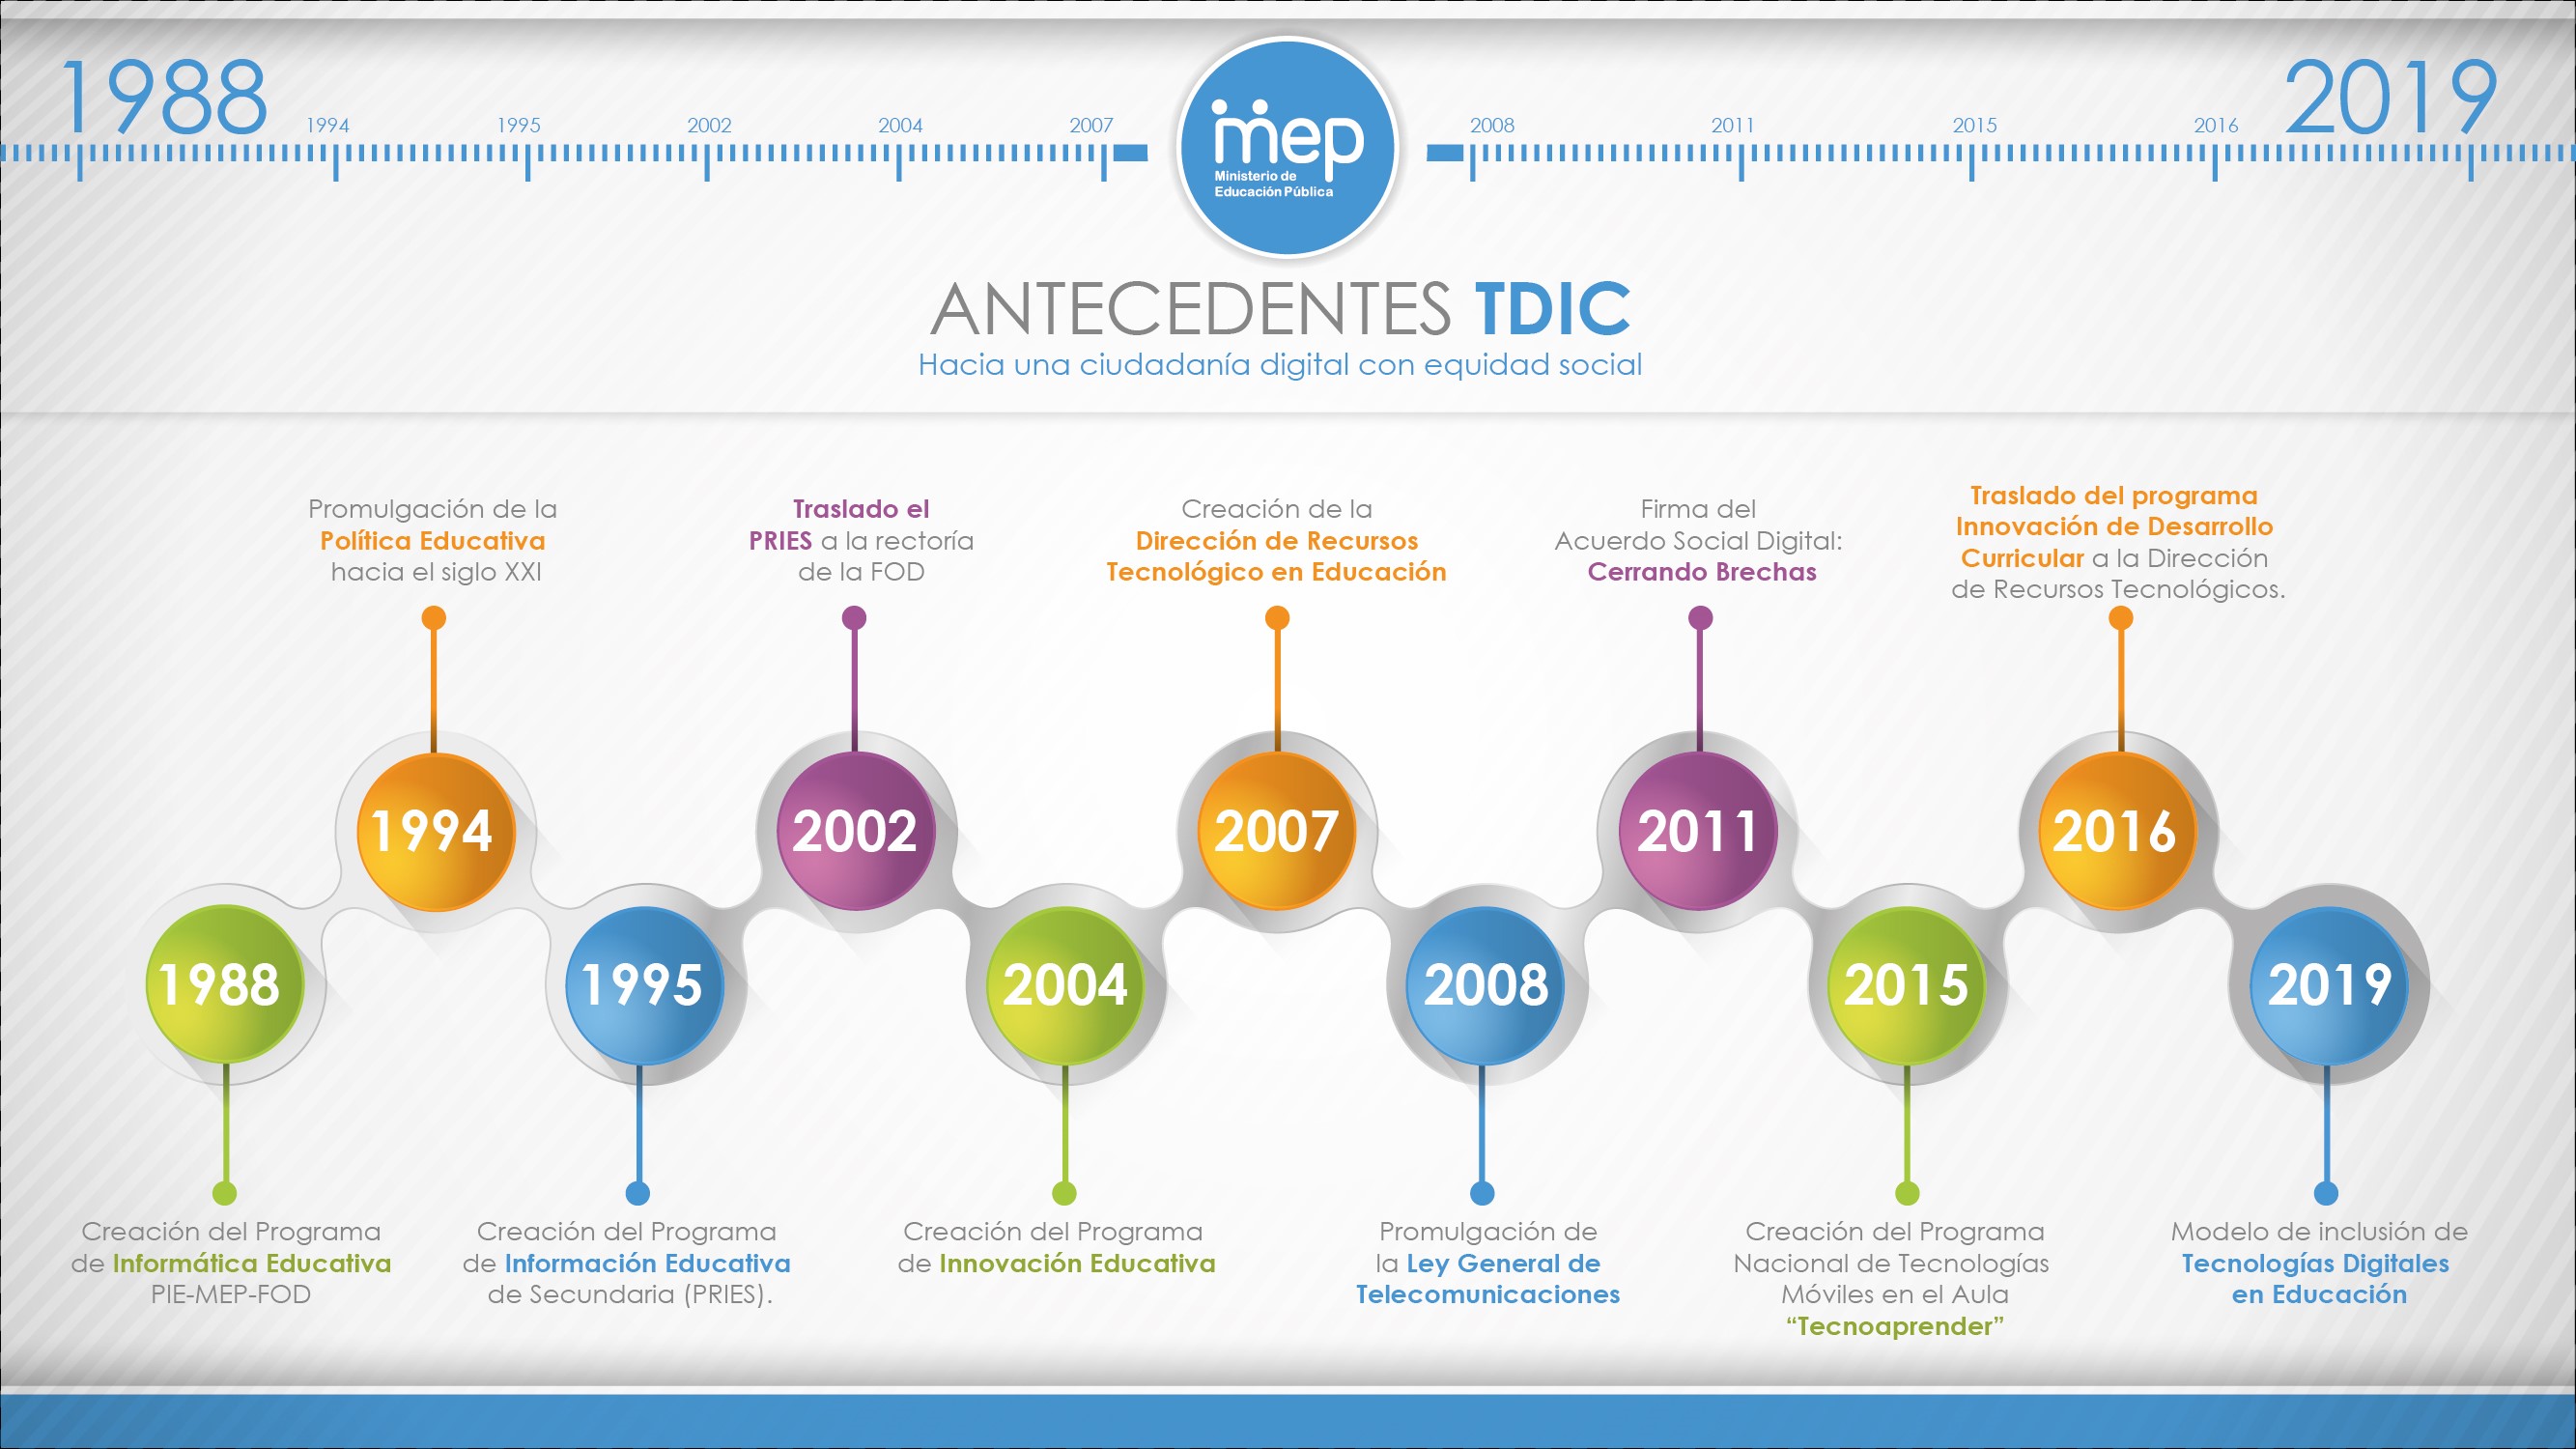 1988
1994
1995
2002
2004
2007
mep
Ministerio de
Educación Pública
2008
2011
2015
2016
2019
ANTECEDENTES TDIC
Hacia una ciudadanía digital con equidad social
Promulgación de la
Política Educativa
hacia el siglo XXI
Traslado el
PRIES a la rectoría
de la FOD
Creación de la
Dirección de Recursos
Tecnológico en Educación
Firma del
Acuerdo Social Digital:
Cerrando Brechas
Traslado del programa
Innovación de Desarrollo
Curricular a la Dirección
de Recursos Tecnológicos.
1994
2002
2007
2011
2016
1988
1995
2004
2008
2015
2019
Creación del Programa
de Informática Educativa
PIE-MEP-FOD
Creación del Programa
de Información Educativa
de Secundaria (PRIES).
Creación del Programa
de Innovación Educativa
Promulgación de
la Ley General de
Telecomunicaciones
Creación del Programa
Nacional de Tecnologías
Móviles en el Aula
“Tecnoaprender”
Modelo de inclusión de
Tecnologías Digitales
en Educación